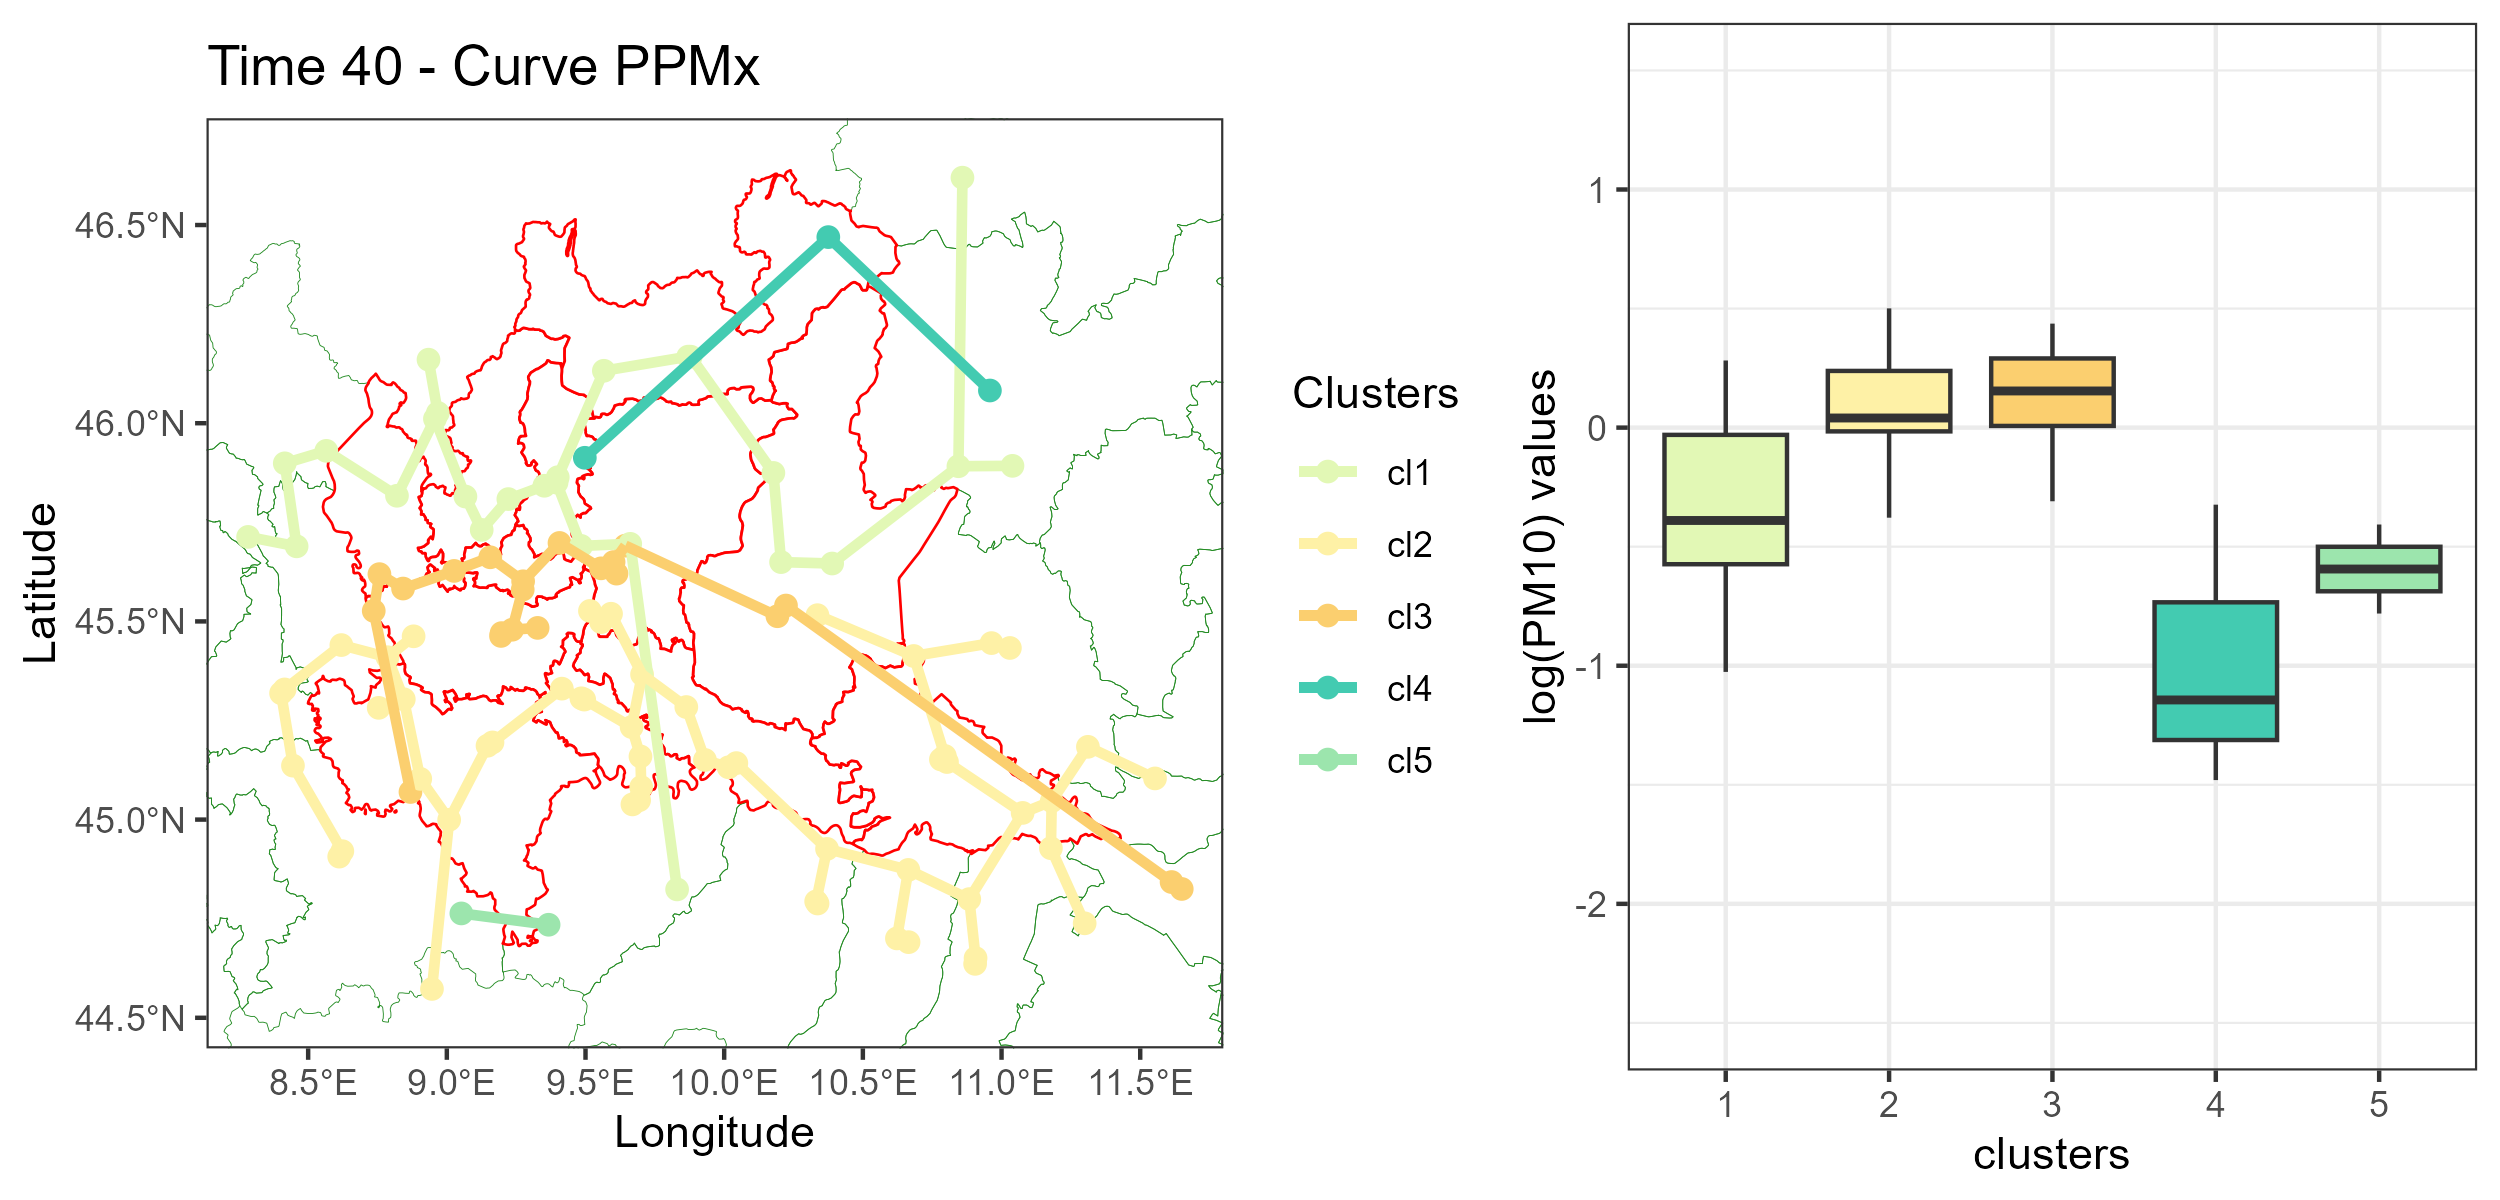 Time 40 - Curve PPMx
Latitude
46.5°N
46.0°N
45.5°N
45.0°N
44.5°N
8.5°E 9.0°E 9.5°E 10.0°E 10.5°E 11.0°E 11.5°E
Longitude
Clusters
cl1
cl2
cl3
cl4
cl5
log(PM10) values
1
0
-1
-2
1 2 3 4 5
clusters